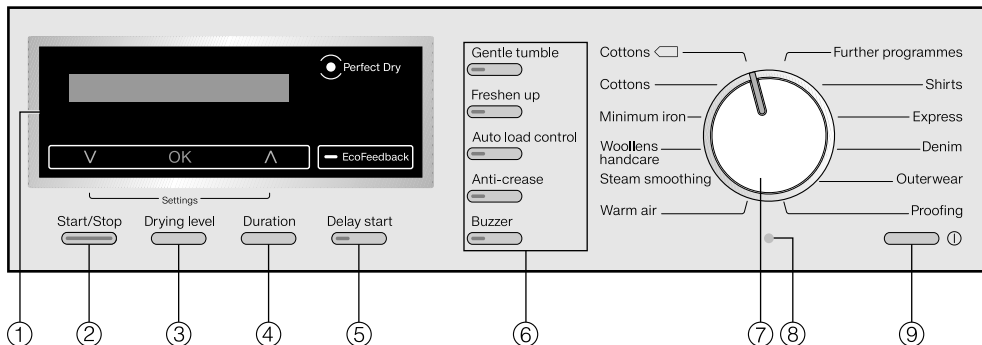 Perfect Dry
∨ OK ∧
EcoFeedback
Settings
Start/Stop Drying level Duration Delay start
Gentle tumble
Freshen up
Auto load control
Anti-crease
Buzzer
Cottons
Cottons
Minimum iron
Woollens
handcare
Steam smoothing
Warm air
Further programmes
Shirts
Express
Denim
Outerwear
Proofing
① ② ③ ④ ⑤ ⑥ ⑦ ⑧ ⑨